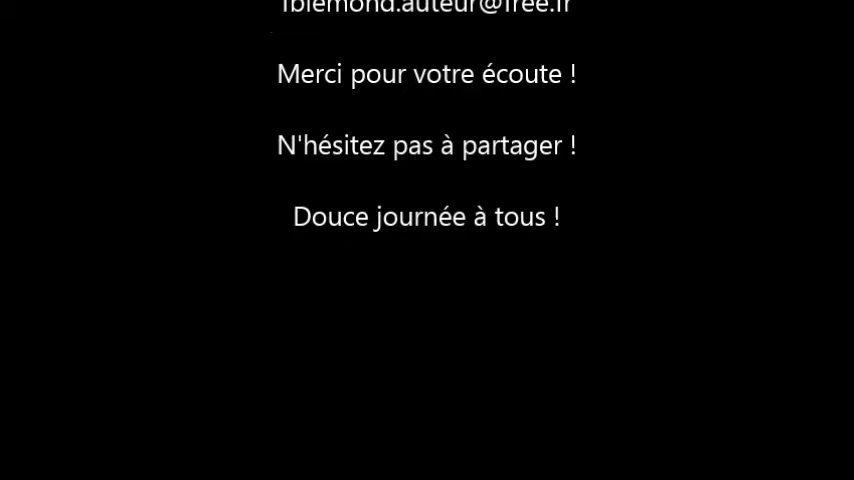 Merci pour votre écoute !
N'hésitez pas à partager !
Douce journée à tous !